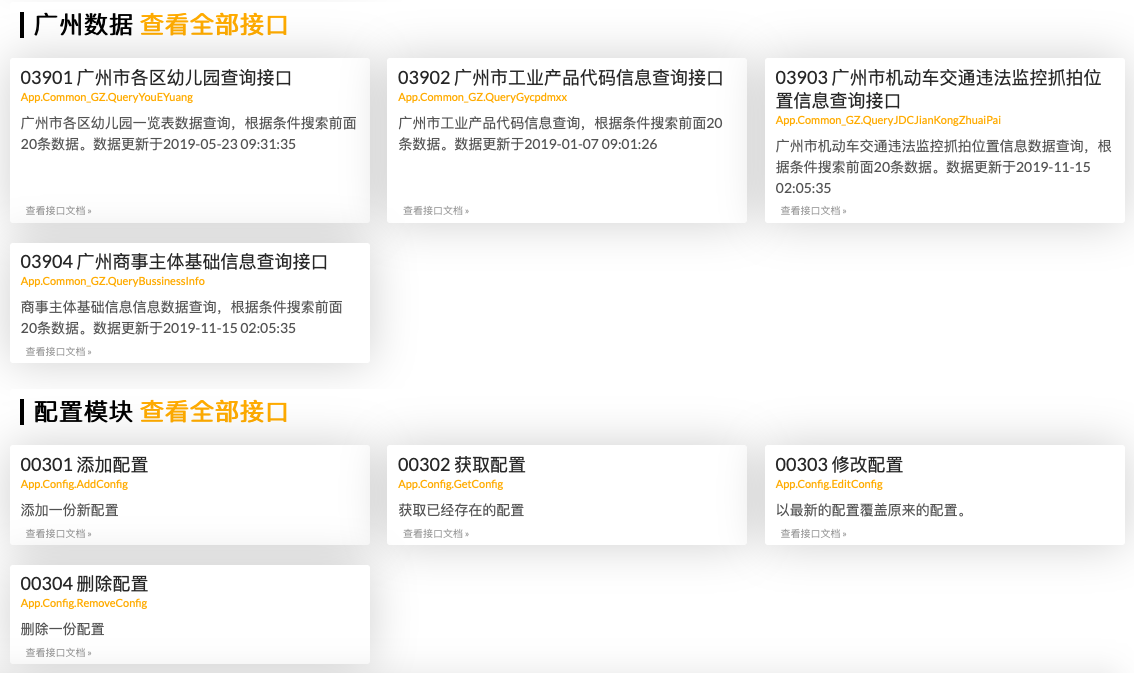 广州数据 查看全部接口
03901 广州市各区幼儿园查询接口
App.Common_GZ.QueryYouEYuang
广州市各区幼儿园一览表数据查询，根据条件搜索前面
20条数据。数据更新于2019-05-23 09:31:35
查看接口文档 »
03902 广州市工业产品代码信息查询接口
App.Common_GZ.QueryGycpdmxx
广州市工业产品代码信息查询，根据条件搜索前面20
条数据。数据更新于2019-01-07 09:01:26
查看接口文档 »
03903 广州市机动车交通违法监控抓拍位
置信息查询接口
App.Common_GZ.QueryJDCJianKongZhuaiPai
广州市机动车交通违法监控抓拍位置信息数据查询，根
据条件搜索前面20条数据。数据更新于2019-11-15
02:05:35
查看接口文档 »
03904 广州商事主体基础信息查询接口
App.Common_GZ.QueryBussinessInfo
商事主体基础信息信息数据查询，根据条件搜索前面
20条数据。数据更新于2019-11-15 02:05:35
查看接口文档 »
配置模块 查看全部接口
00301 添加配置
App.Config.AddConfig
添加一份新配置
查看接口文档 »
00302 获取配置
App.Config.GetConfig
获取已经存在的配置
查看接口文档 »
00303 修改配置
App.Config.EditConfig
以最新的配置覆盖原来的配置。
查看接口文档 »
00304 删除配置
App.Config.RemoveConfig
删除一份配置
查看接口文档 »